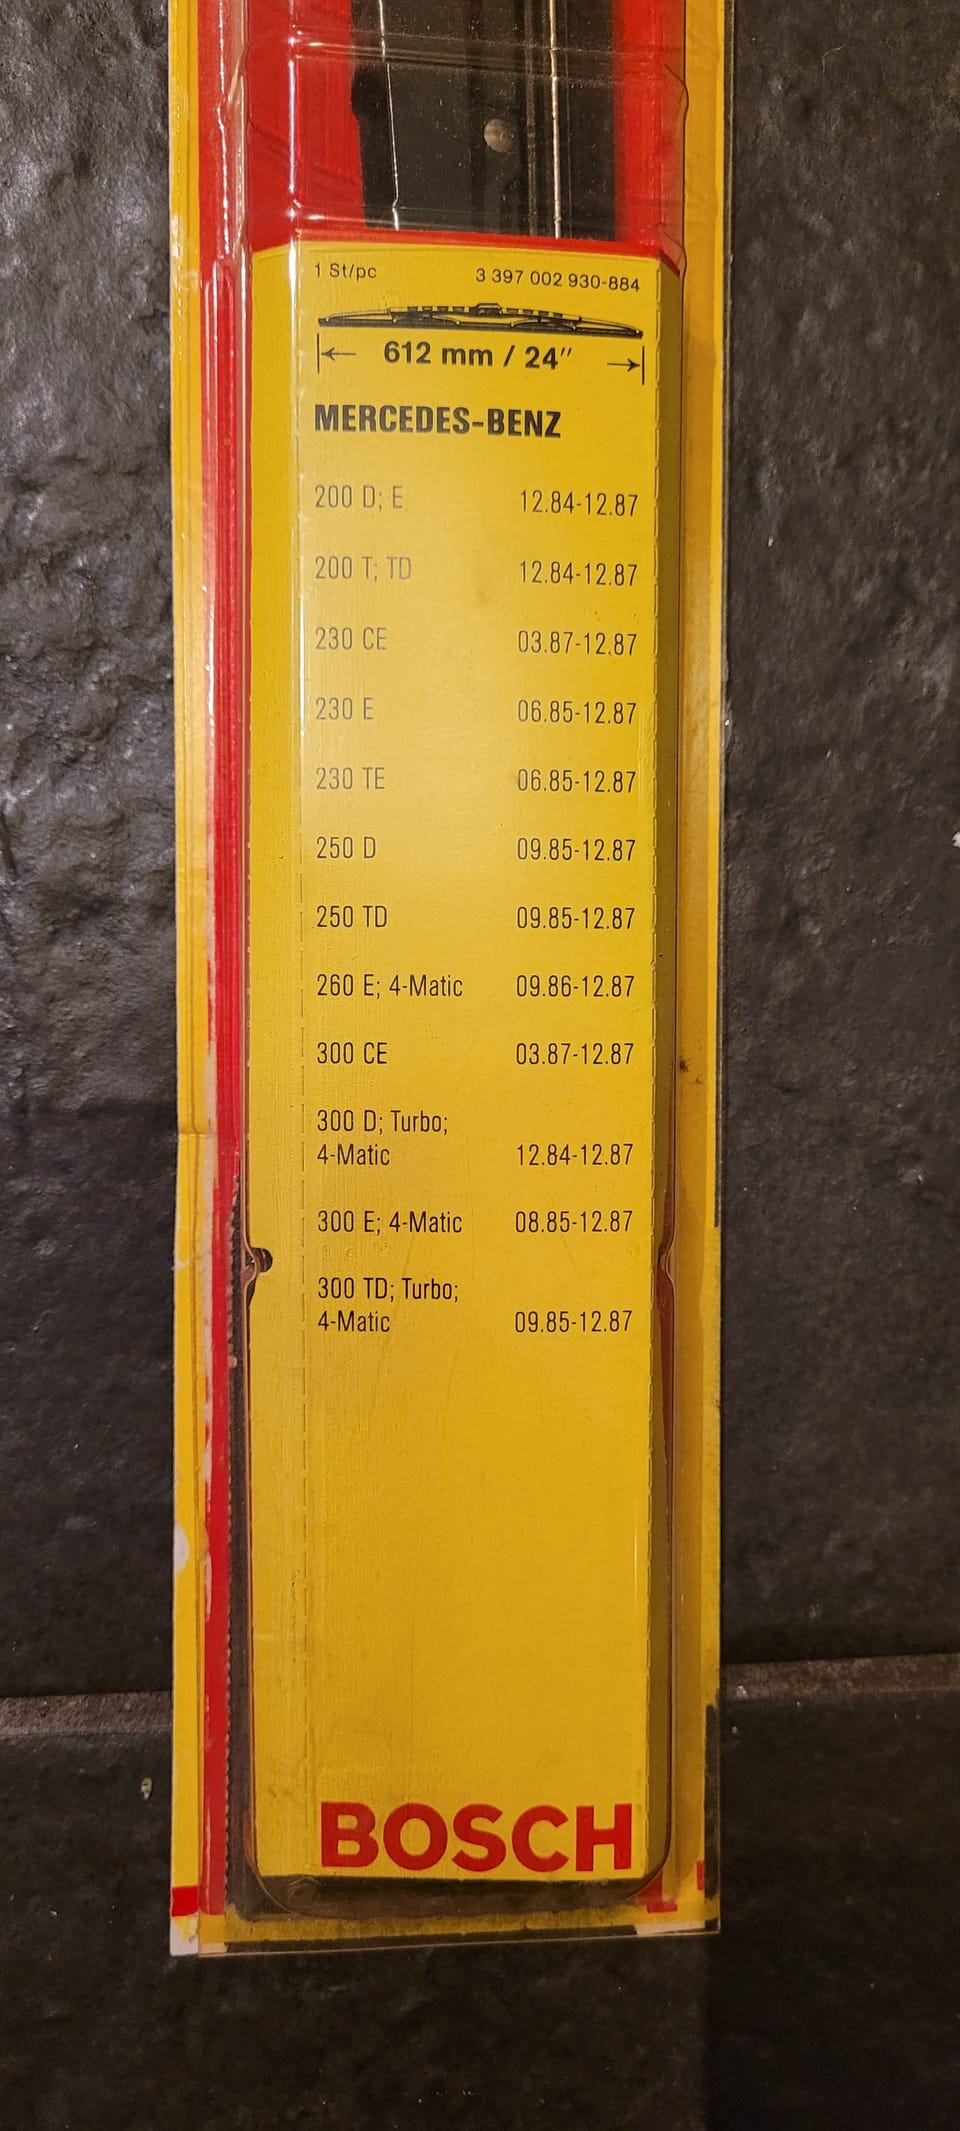 1 St/pc 3 397 002 930-884
612 mm / 24"
MERCEDES-BENZ
200 D; E 12.84-12.87
200 T; TD 12.84-12.87
230 CE 03.87-12.87
230 E 06.85-12.87
230 TE 06.85-12.87
250 D 09.85-12.87
250 TD 09.85-12.87
260 E; 4-Matic 09.86-12.87
300 CE 03.87-12.87
300 D; Turbo;
4-Matic 12.84-12.87
300 E; 4-Matic 08.85-12.87
300 TD; Turbo;
4-Matic 09.85-12.87
BOSCH